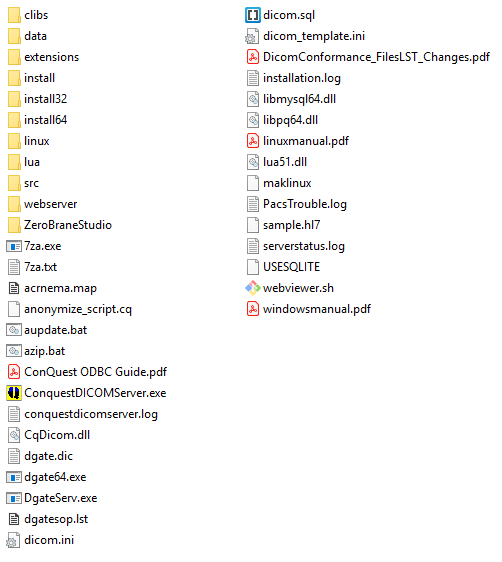 clibs
data
extensions
install
install32
install64
linux
lua
src
webserver
ZeroBraneStudio
7za.exe
7za.txt
acrnema.map
anonymize_script.cq
aupdate.bat
azip.bat
ConQuest ODBC Guide.pdf
ConquestDICOMServer.exe
conquestdicomserver.log
CqDicom.dll
dgate.dic
dgate64.exe
DgateServ.exe
dgatesop.lst
dicom.ini
dicom.sql
dicom_template.ini
DicomConformance_FilesLST_Changes.pdf
installation.log
libmysql64.dll
libpq64.dll
linuxmanual.pdf
lua51.dll
maklinux
PacsTrouble.log
sample.hl7
serverstatus.log
USESQLITE
webviewer.sh
windowsmanual.pdf